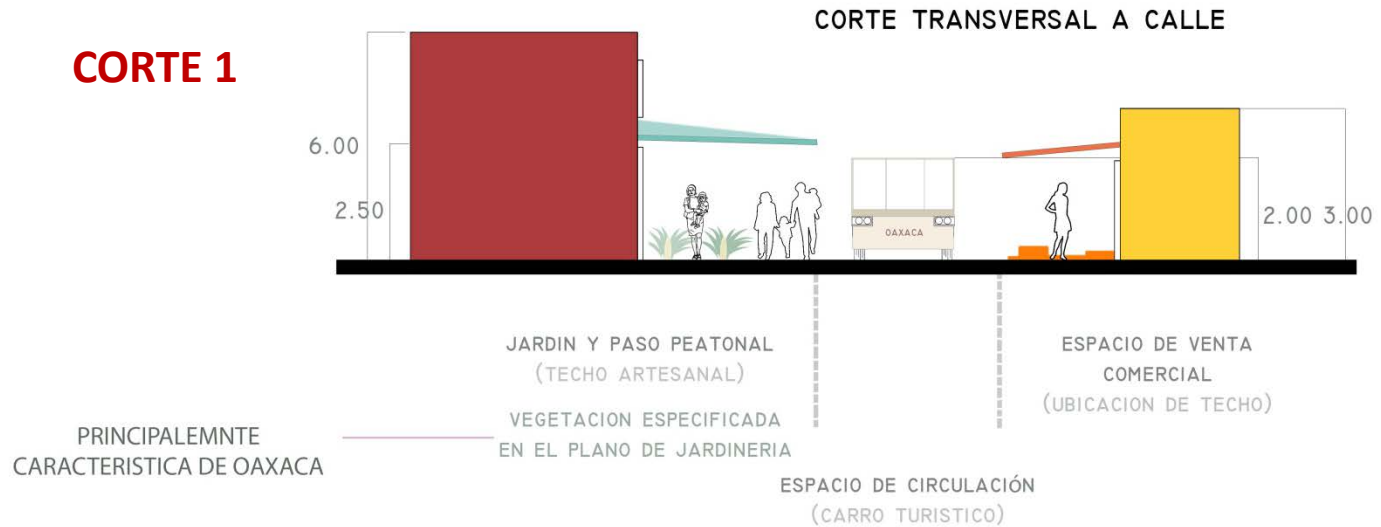 CORTE TRANSVERSAL A CALLE
CORTE 1
6.00
2.50
OAXACA
2.00 3.00
JARDIN Y PASO PEATONAL
(TECHO ARTESANAL)
VEGETACION ESPECIFICADA
EN EL PLANO DE JARDINERIA
PRINCIPALEMNTE
CARACTERISTICA DE OAXACA
ESPACIO DE CIRCULACIÓN
(CARRO TURISTICO)
ESPACIO DE VENTA
COMERCIAL
(UBICACION DE TECHO)